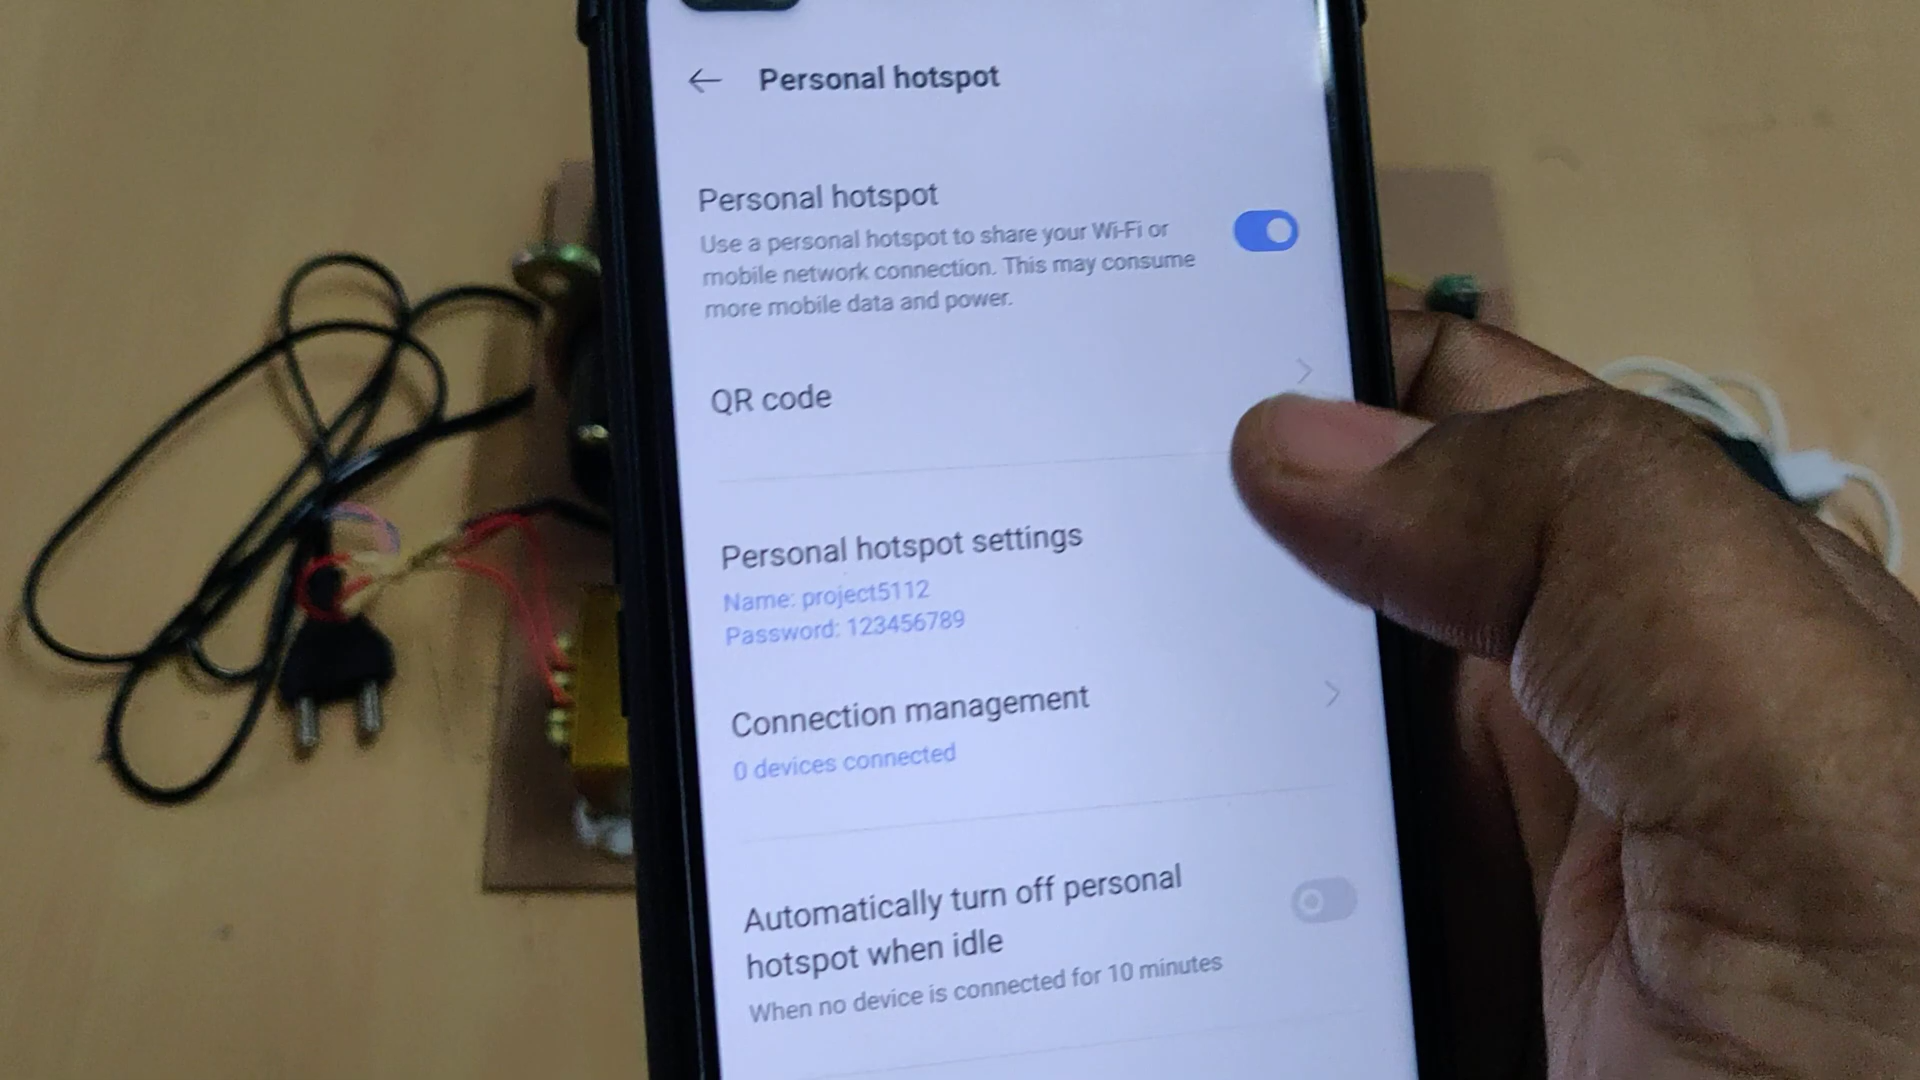 Personal hotspot
Personal hotspot
Use a personal hotspot to share your Wi-Fi or
mobile network connection. This may consume
more mobile data and power.
QR code
Personal hotspot settings
Name: project5112
Password: 123456789
Connection management
0 devices connected
Automatically turn off personal
hotspot when idle
When no device is connected for 10 minutes